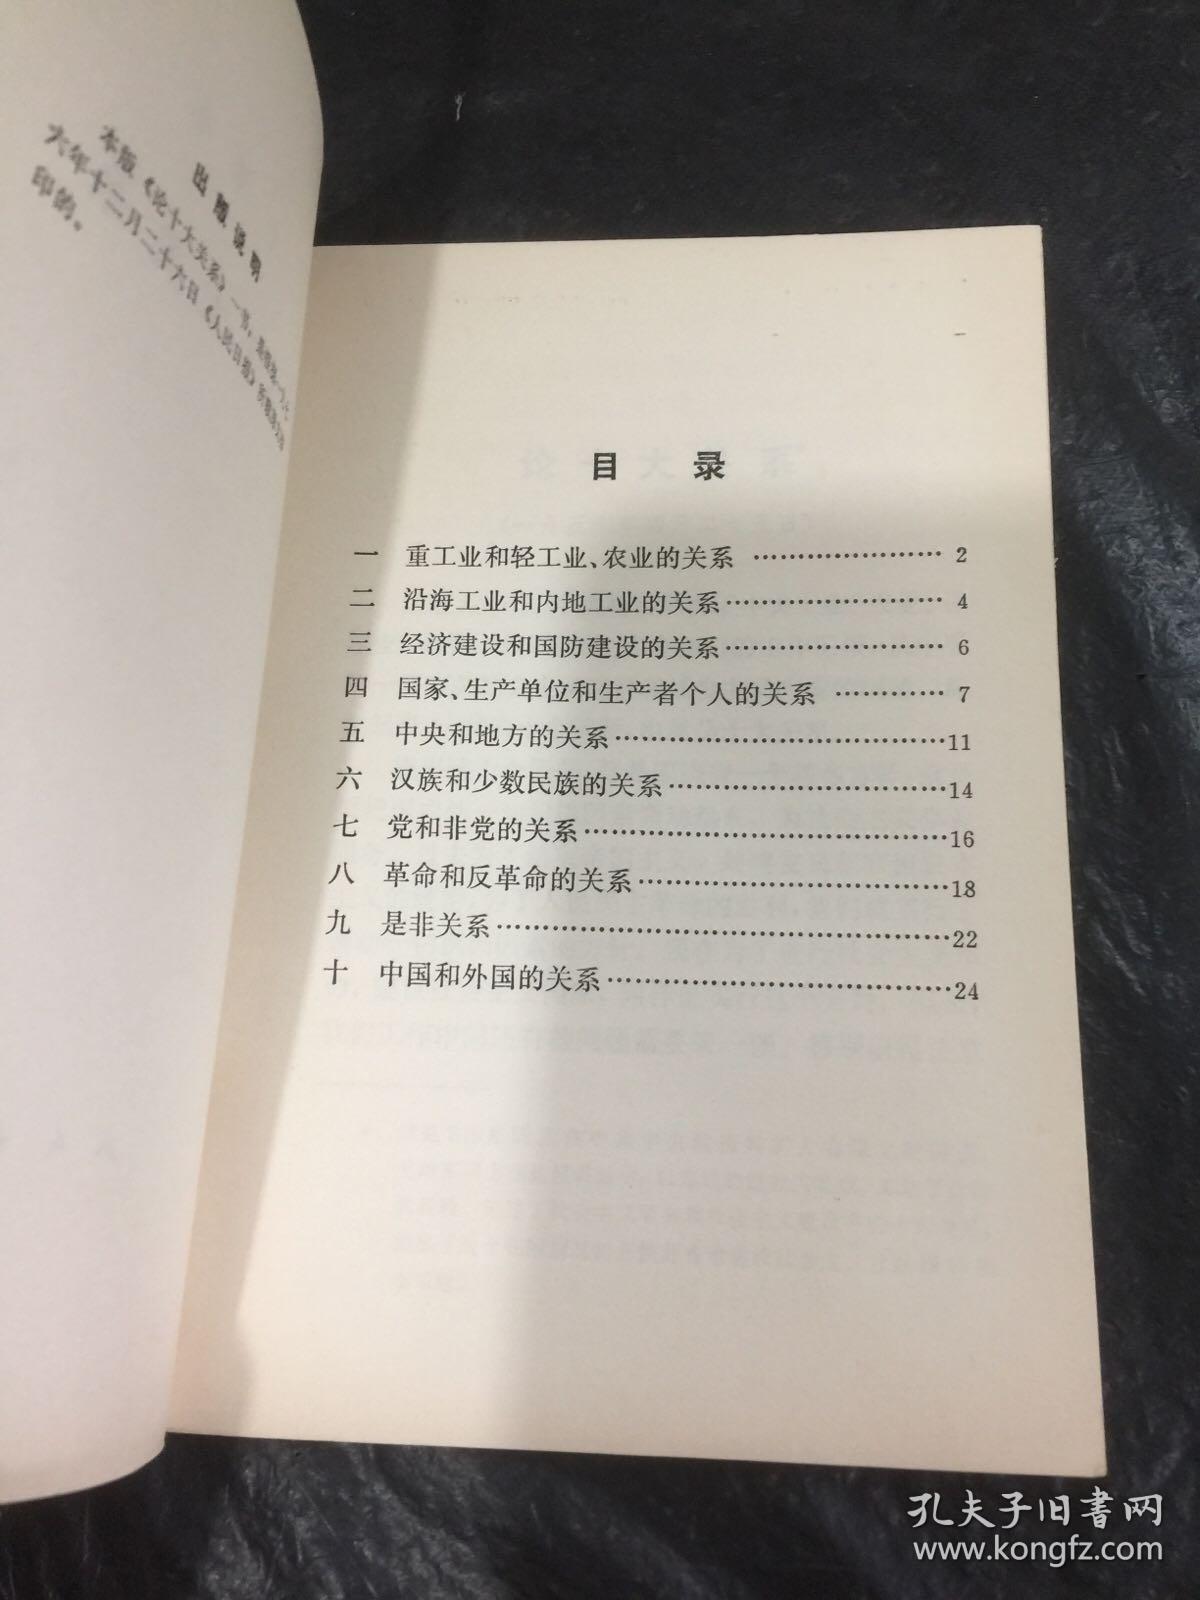 出版说明
本版《论十大关系》一书，是根据一九七
六年十二月二十六日《人民日报》
印的。
目录
一 重工业和轻工业、农业的关系 …………………… 2
二 沿海工业和内地工业的关系…………………… 4
三 经济建设和国防建设的关系…………………… 6
四 国家、生产单位和生产者个人的关系 ………… 7
五 中央和地方的关系………………………………11
六 汉族和少数民族的关系…………………………14
七 党和非党的关系…………………………………16
八 革命和反革命的关系……………………………18
九 是非关系…………………………………………22
十 中国和外国的关系………………………………24
孔夫子旧書网
www.kongfz.com